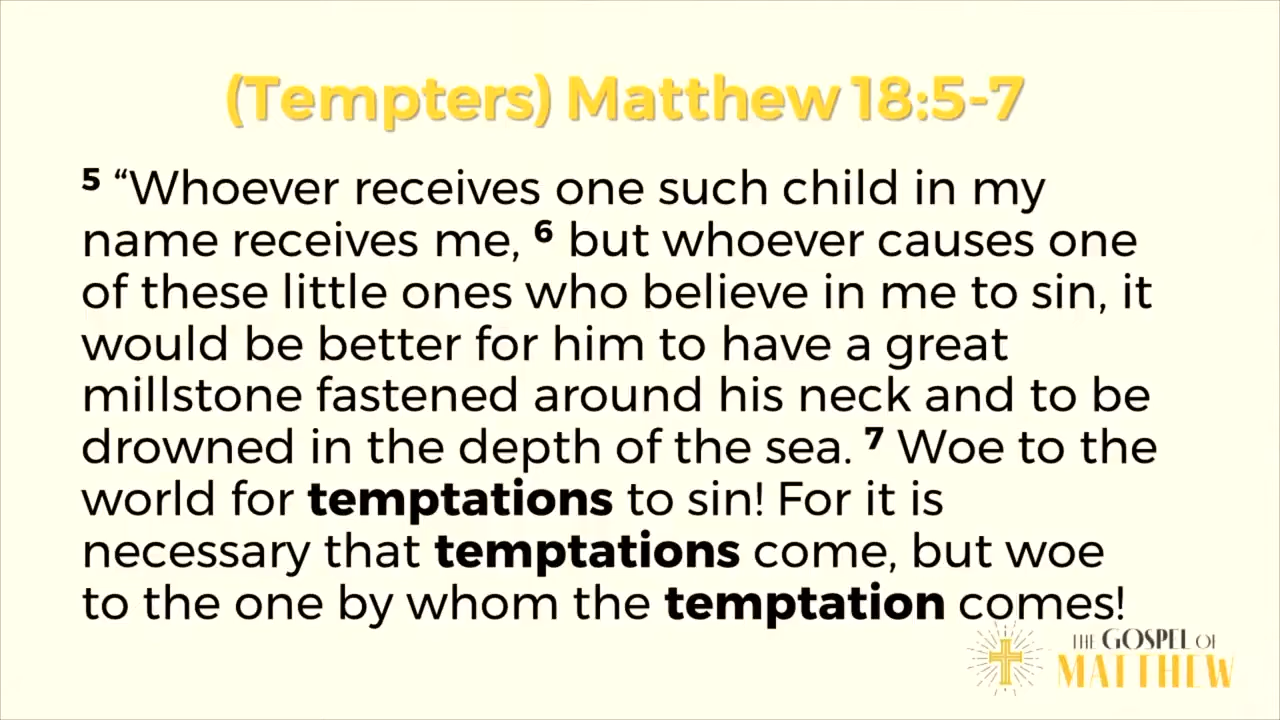 (Tempters) Matthew 18:5-7
5 “Whoever receives one such child in my
name receives me, 6 but whoever causes one
of these little ones who believe in me to sin, it
would be better for him to have a great
millstone fastened around his neck and to be
drowned in the depth of the sea. 7 Woe to the
world for temptations to sin! For it is
necessary that temptations come, but woe
to the one by whom the temptation comes!
THE GOSPEL OF
MATTHEW